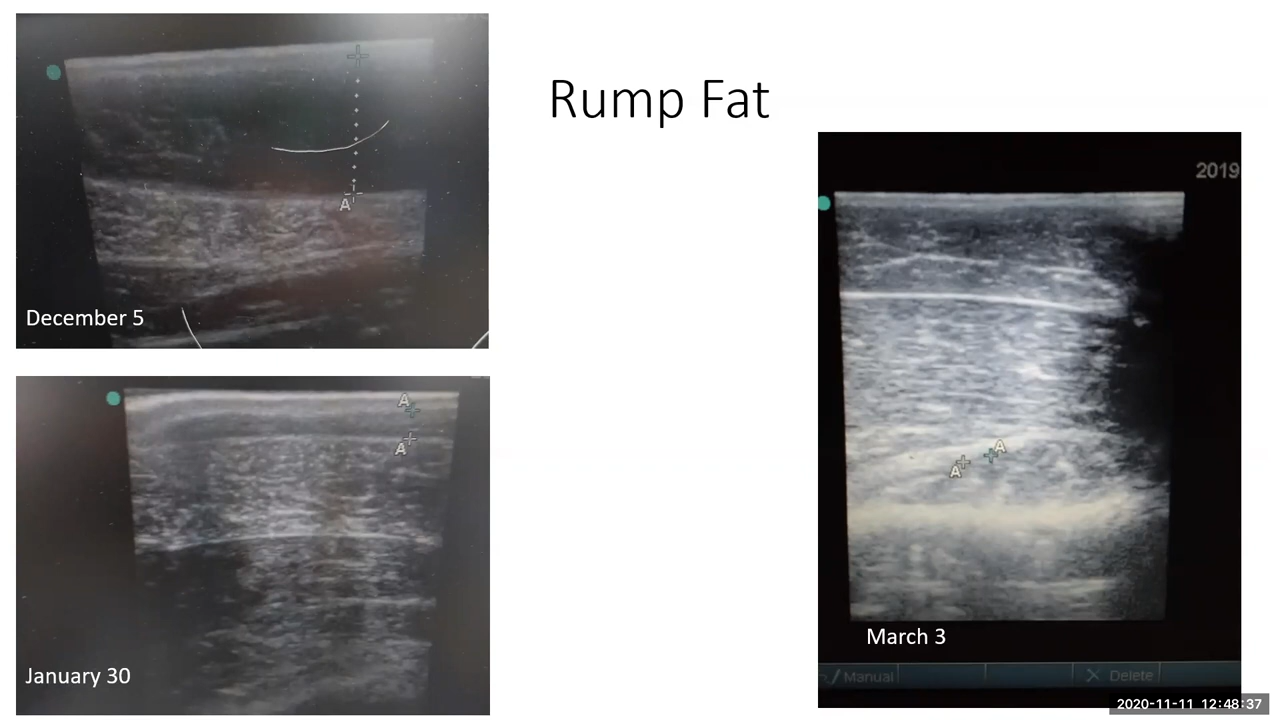 Rump Fat
A
December 5
A
A
January 30
2019
A
A
March 3
Manual
Delete
2020-11-11 12:48:37